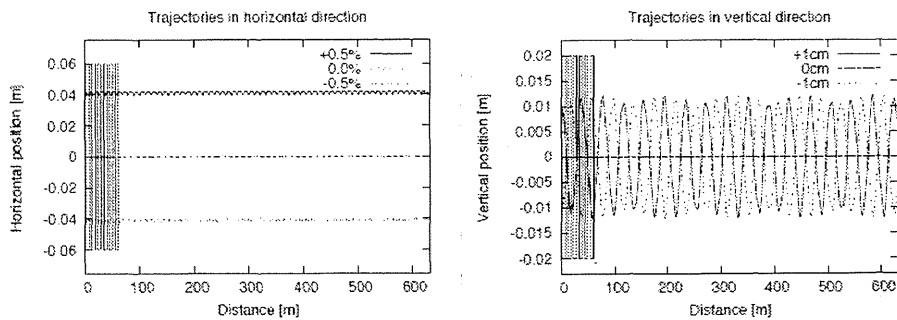 Trajectories in horizontal direction
+0.5%
0.0%
-0.5%
0.06
0.04
0.02
0
-0.02
-0.04
-0.06
Horizontal position [m]
0 100 200 300 400 500 600
Distance [m]
Trajectories in vertical direction
+1cm
0cm
-1cm
0.02
0.015
0.01
0.005
0
-0.005
-0.01
-0.015
-0.02
Vertical position [m]
0 100 200 300 400 500 600
Distance [m]